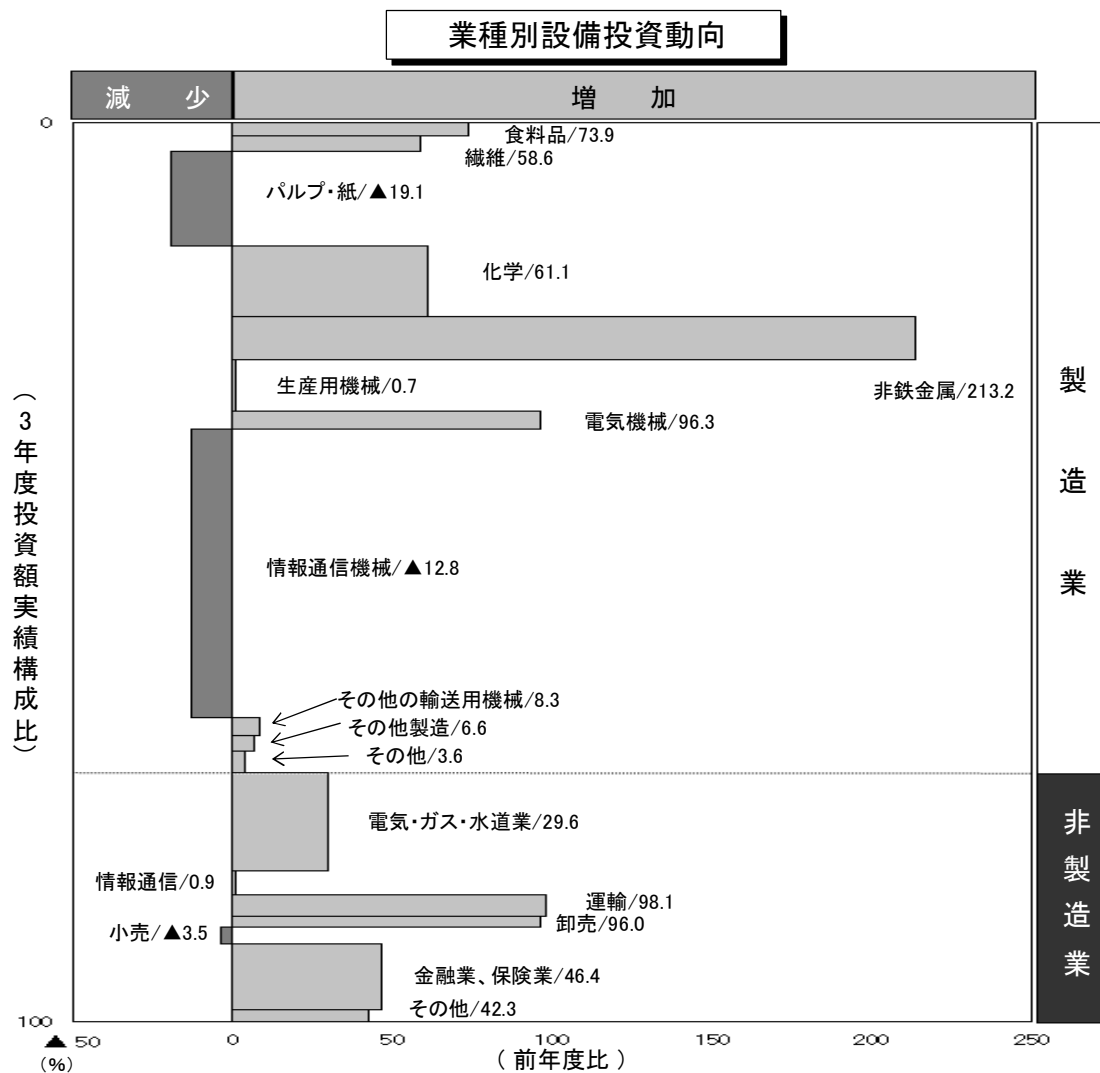 業種別設備投資動向
減　少
増　加
0
食料品/73.9
繊維/58.6
パルプ・紙/▲19.1
化学/61.1
生産用機械/0.7
非鉄金属/213.2
電気機械/96.3
情報通信機械/▲12.8
その他の輸送用機械/8.3
その他製造/6.6
その他/3.6
電気・ガス・水道業/29.6
情報通信/0.9
運輸/98.1
卸売/96.0
小売/▲3.5
金融業、保険業/46.4
その他/42.3
100
（3年度投資額実績構成比）
製造業
非製造業
▲ 50 0 50 100 150 200 250
(%)
（ 前年度比 ）